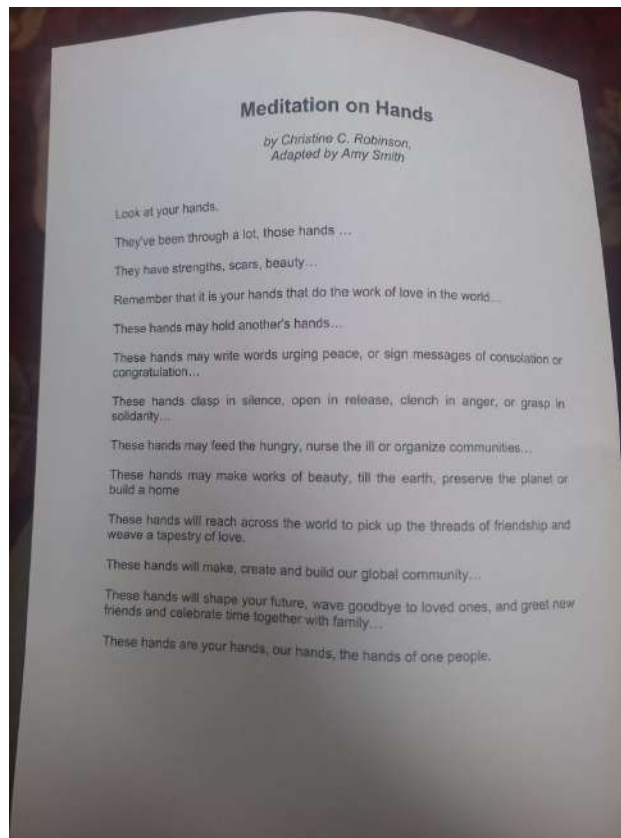 Meditation on Hands
by Christine C. Robinson,
Adapted by Amy Smith
Look at your hands.
They've been through a lot, those hands ...
They have strengths, scars, beauty...
Remember that it is your hands that do the work of love in the world...
These hands may hold another's hands...
These hands may write words urging peace, or sign messages of consolation or
congratulation...
These hands clasp in silence, open in release, clench in anger, or grasp in
solidarity...
These hands may feed the hungry, nurse the ill or organize communities...
These hands may make works of beauty, till the earth, preserve the planet or
build a home
These hands will reach across the world to pick up the threads of friendship and
weave a tapestry of love.
These hands will make, create and build our global community...
These hands will shape your future, wave goodbye to loved ones, and greet new
friends and celebrate time together with family...
These hands are your hands, our hands, the hands of one people.